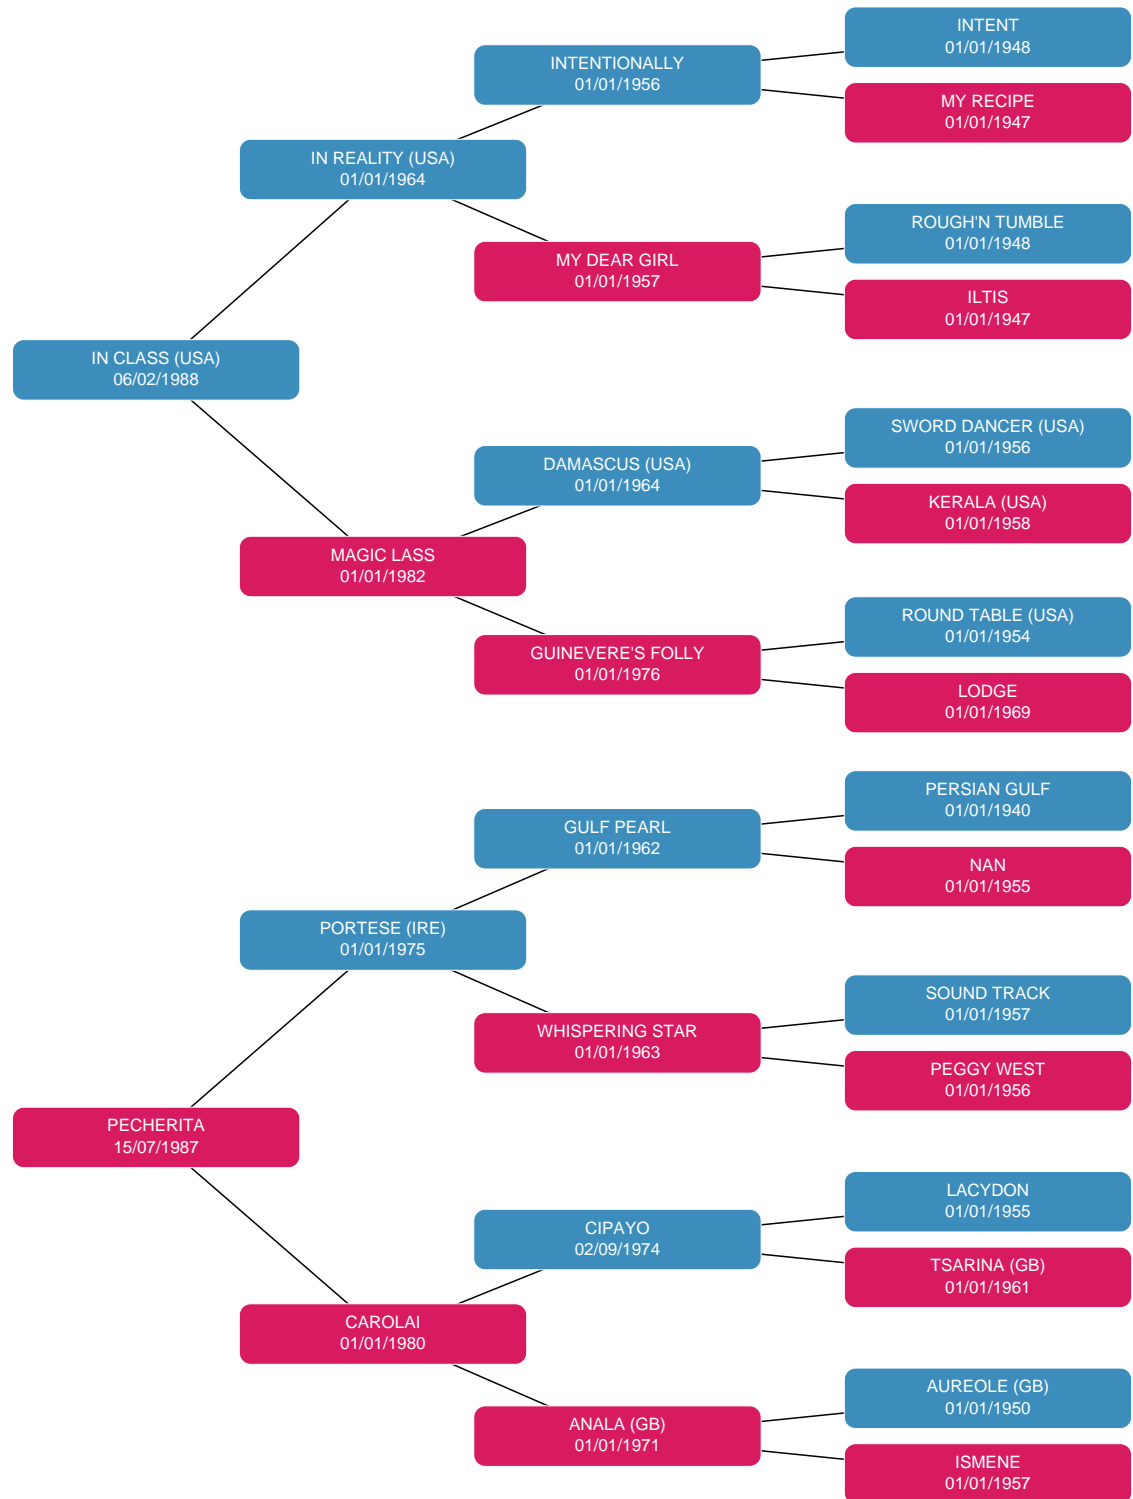 INTENT
01/01/1948
INTENTIONALLY
01/01/1956
MY RECIPE
01/01/1947
IN REALITY (USA)
01/01/1964
ROUGH'N TUMBLE
01/01/1948
MY DEAR GIRL
01/01/1957
ILTIS
01/01/1947
IN CLASS (USA)
06/02/1988
SWORD DANCER (USA)
01/01/1956
DAMASCUS (USA)
01/01/1964
KERALA (USA)
01/01/1958
MAGIC LASS
01/01/1982
ROUND TABLE (USA)
01/01/1954
GUINEVERE'S FOLLY
01/01/1976
LODGE
01/01/1969
PERSIAN GULF
01/01/1940
GULF PEARL
01/01/1962
NAN
01/01/1955
PORTESE (IRE)
01/01/1975
SOUND TRACK
01/01/1957
WHISPERING STAR
01/01/1963
PEGGY WEST
01/01/1956
PECHERITA
15/07/1987
LACYDON
01/01/1955
CIPAYO
02/09/1974
TSARINA (GB)
01/01/1961
CAROLAI
01/01/1980
AUREOLE (GB)
01/01/1950
ANALA (GB)
01/01/1971
ISMENE
01/01/1957